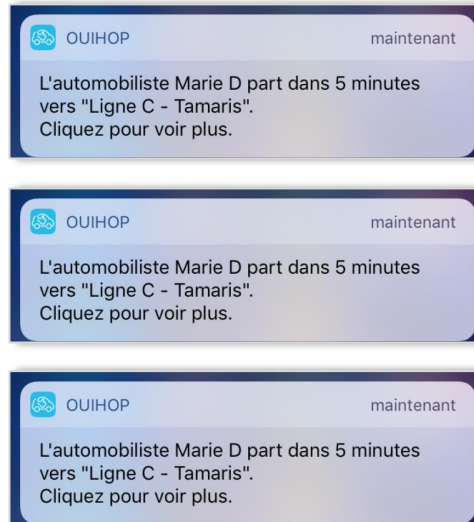 OUIHOP maintenant
L'automobiliste Marie D part dans 5 minutes
vers "Ligne C - Tamaris".
Cliquez pour voir plus.
OUIHOP maintenant
L'automobiliste Marie D part dans 5 minutes
vers "Ligne C - Tamaris".
Cliquez pour voir plus.
OUIHOP maintenant
L'automobiliste Marie D part dans 5 minutes
vers "Ligne C - Tamaris".
Cliquez pour voir plus.